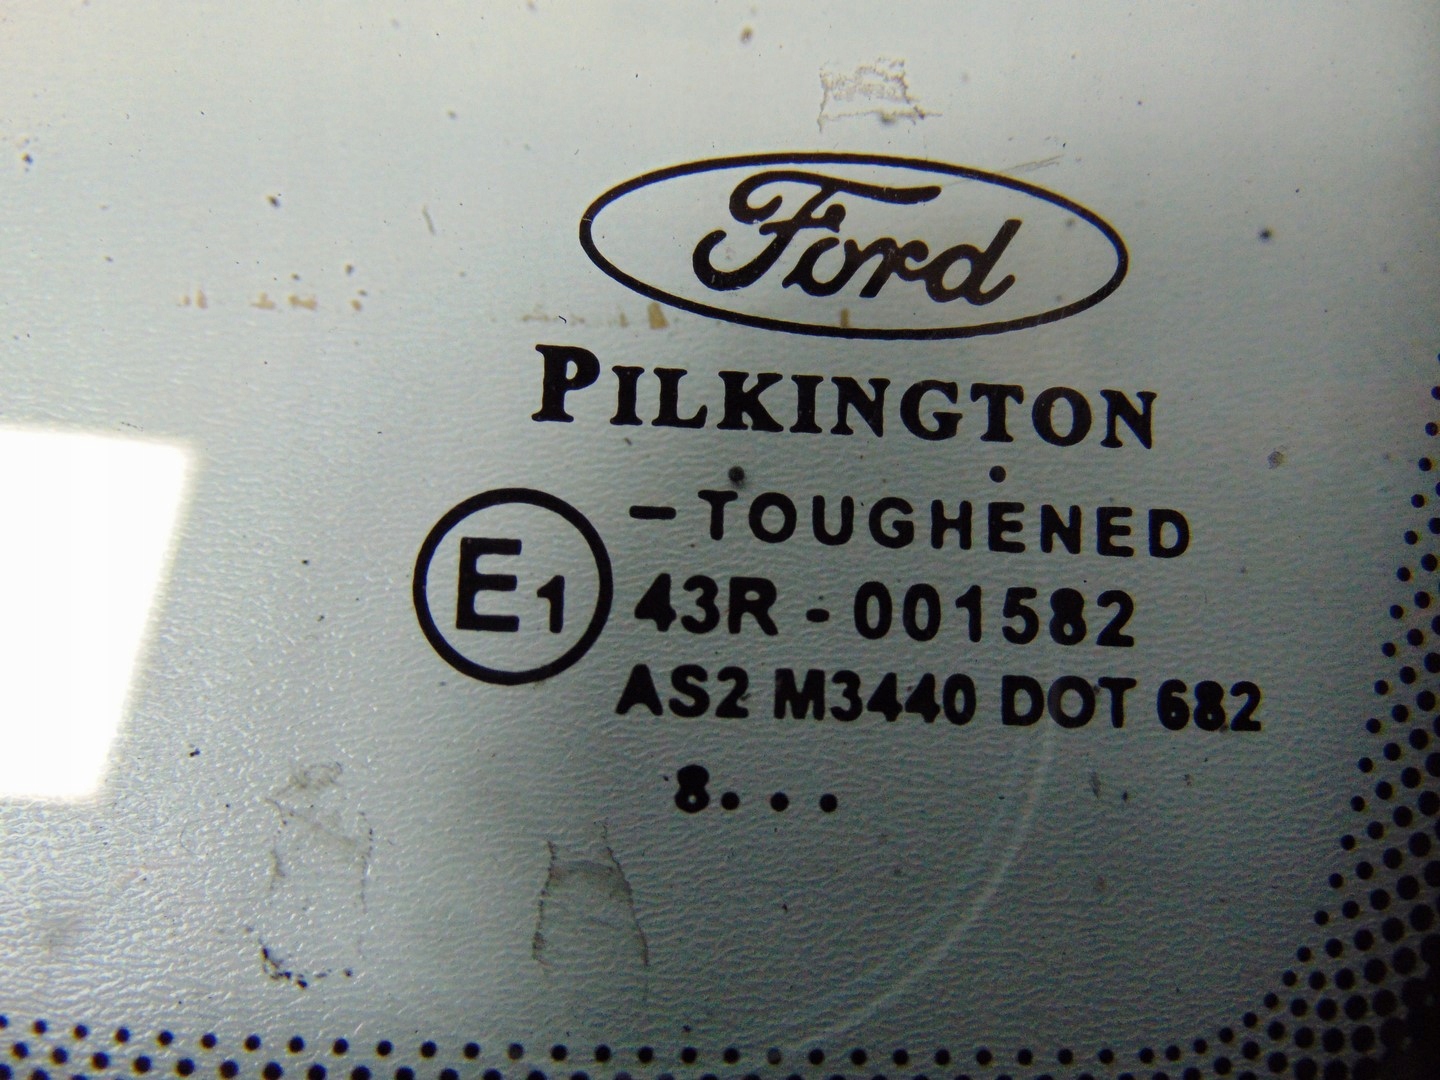 Ford
PILKINGTON
-TOUGHENED
E1 43R - 001582
AS2 M3440 DOT 682
8...